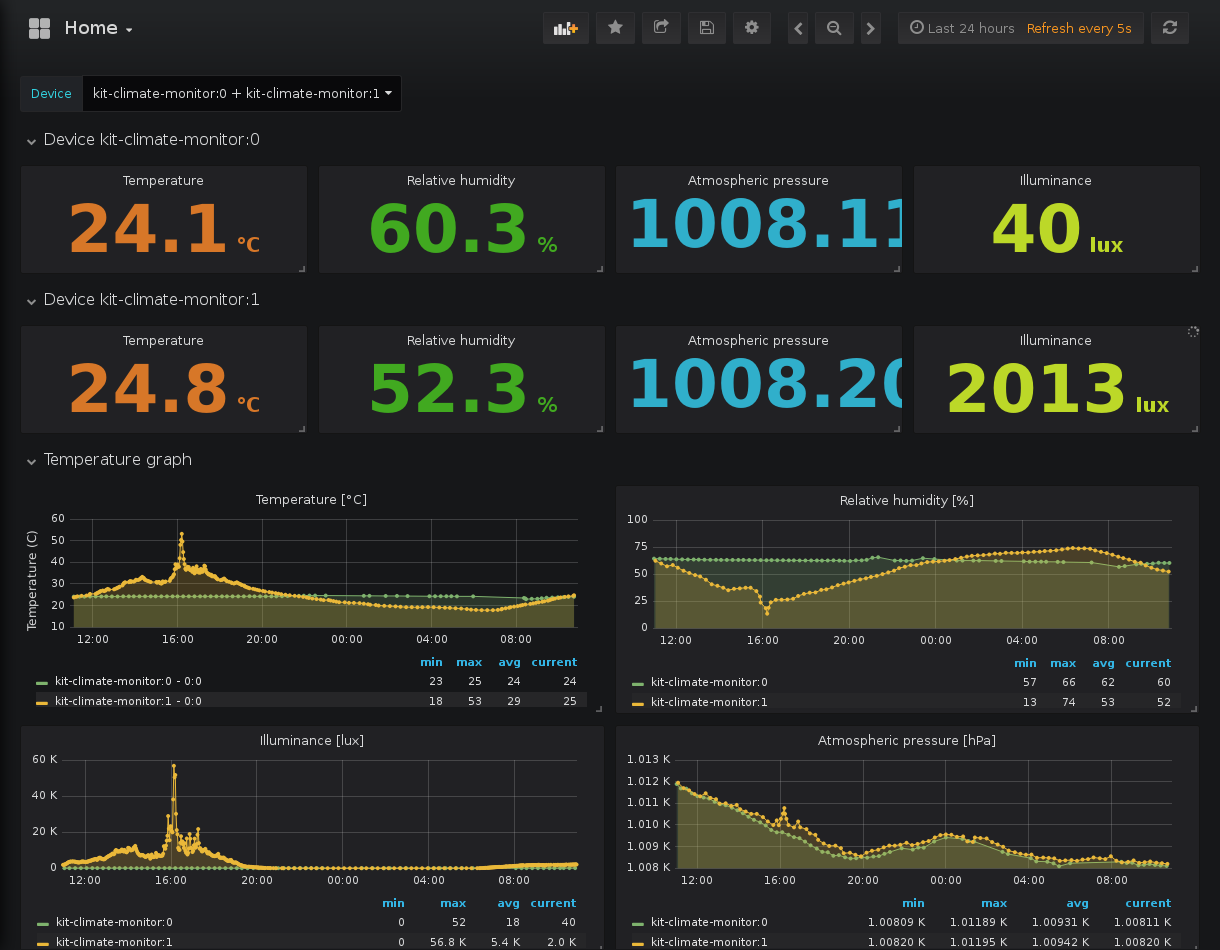 Home
Last 24 hours Refresh every 5s
Device kit-climate-monitor:0 + kit-climate-monitor:1
Device kit-climate-monitor:0
Temperature Relative humidity Atmospheric pressure Illuminance
24.1 °C 60.3 % 1008.11 40 lux
Device kit-climate-monitor:1
Temperature Relative humidity Atmospheric pressure Illuminance
24.8 °C 52.3 % 1008.20 2013 lux
Temperature graph
Temperature [°C]
Temperature (C)
60
50
40
30
20
10
12:00 16:00 20:00 00:00 04:00 08:00
min max avg current
kit-climate-monitor:0 - 0:0 23 25 24 24
kit-climate-monitor:1 - 0:0 18 53 29 25
Relative humidity [%]
100
75
50
25
0
12:00 16:00 20:00 00:00 04:00 08:00
min max avg current
kit-climate-monitor:0 57 66 62 60
kit-climate-monitor:1 13 74 53 52
Illuminance [lux]
60 K
40 K
20 K
0
12:00 16:00 20:00 00:00 04:00 08:00
min max avg current
kit-climate-monitor:0 0 52 18 40
kit-climate-monitor:1 0 56.8 K 5.4 K 2.0 K
Atmospheric pressure [hPa]
1.013 K
1.012 K
1.011 K
1.010 K
1.009 K
1.008 K
12:00 16:00 20:00 00:00 04:00 08:00
min max avg current
kit-climate-monitor:0 1.00809 K 1.01189 K 1.00931 K 1.00811 K
kit-climate-monitor:1 1.00820 K 1.01195 K 1.00942 K 1.00820 K